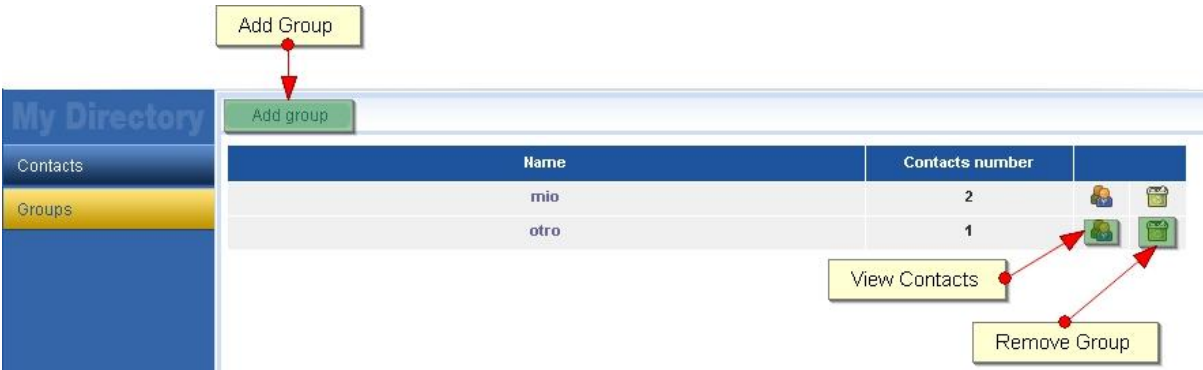 Add Group
My Directory
Add group
Contacts
Name Contacts number
mio 2
Groups
otro 1
View Contacts
Remove Group